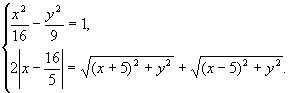 x²/16 − y²/9 = 1,
2|x − 16/5| = √((x + 5)² + y²) + √((x − 5)² + y²).